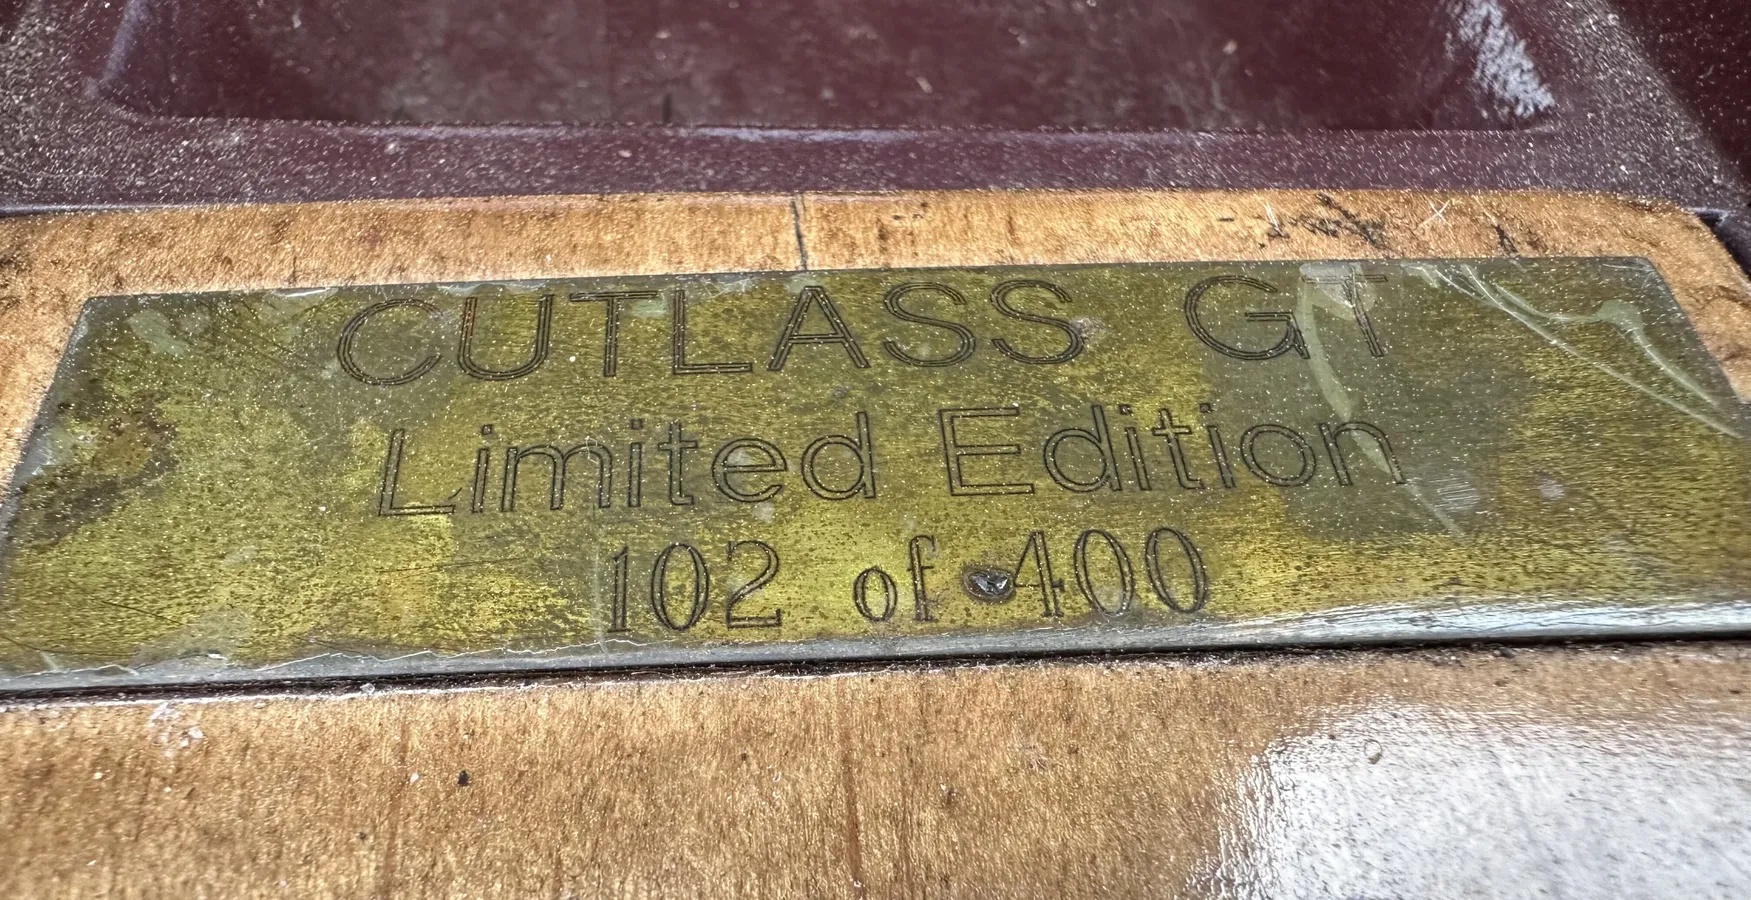 CUTLASS GT
Limited Edition
102 of 400